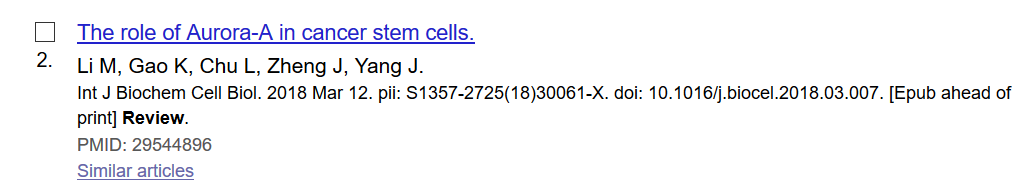 The role of Aurora-A in cancer stem cells.
2. Li M, Gao K, Chu L, Zheng J, Yang J.
Int J Biochem Cell Biol. 2018 Mar 12. pii: S1357-2725(18)30061-X. doi: 10.1016/j.biocel.2018.03.007. [Epub ahead of
print] Review.
PMID: 29544896
Similar articles